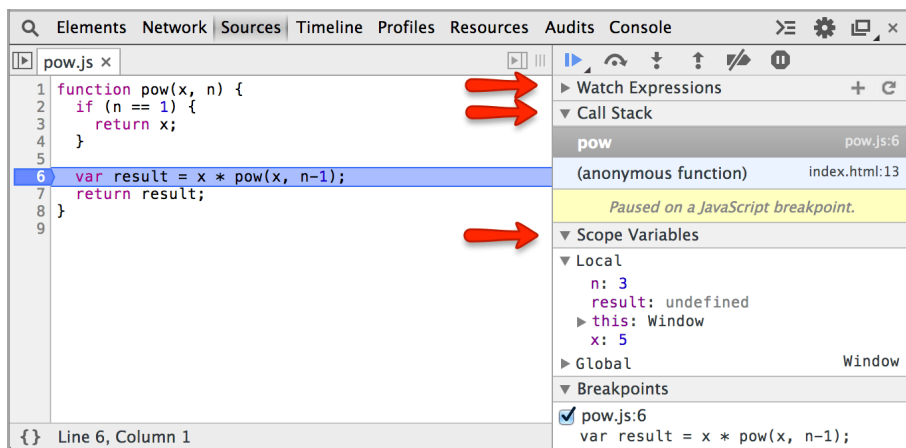 Elements Network Sources Timeline Profiles Resources Audits Console
pow.js ×
1 function pow(x, n) {
2 if (n == 1) {
3 return x;
4 }
5
6 var result = x * pow(x, n-1);
7 return result;
8 }
9
{} Line 6, Column 1
Watch Expressions
Call Stack
pow pow.js:6
(anonymous function) index.html:13
Paused on a JavaScript breakpoint.
Scope Variables
Local
n: 3
result: undefined
this: Window
x: 5
Global Window
Breakpoints
pow.js:6
var result = x * pow(x, n-1);